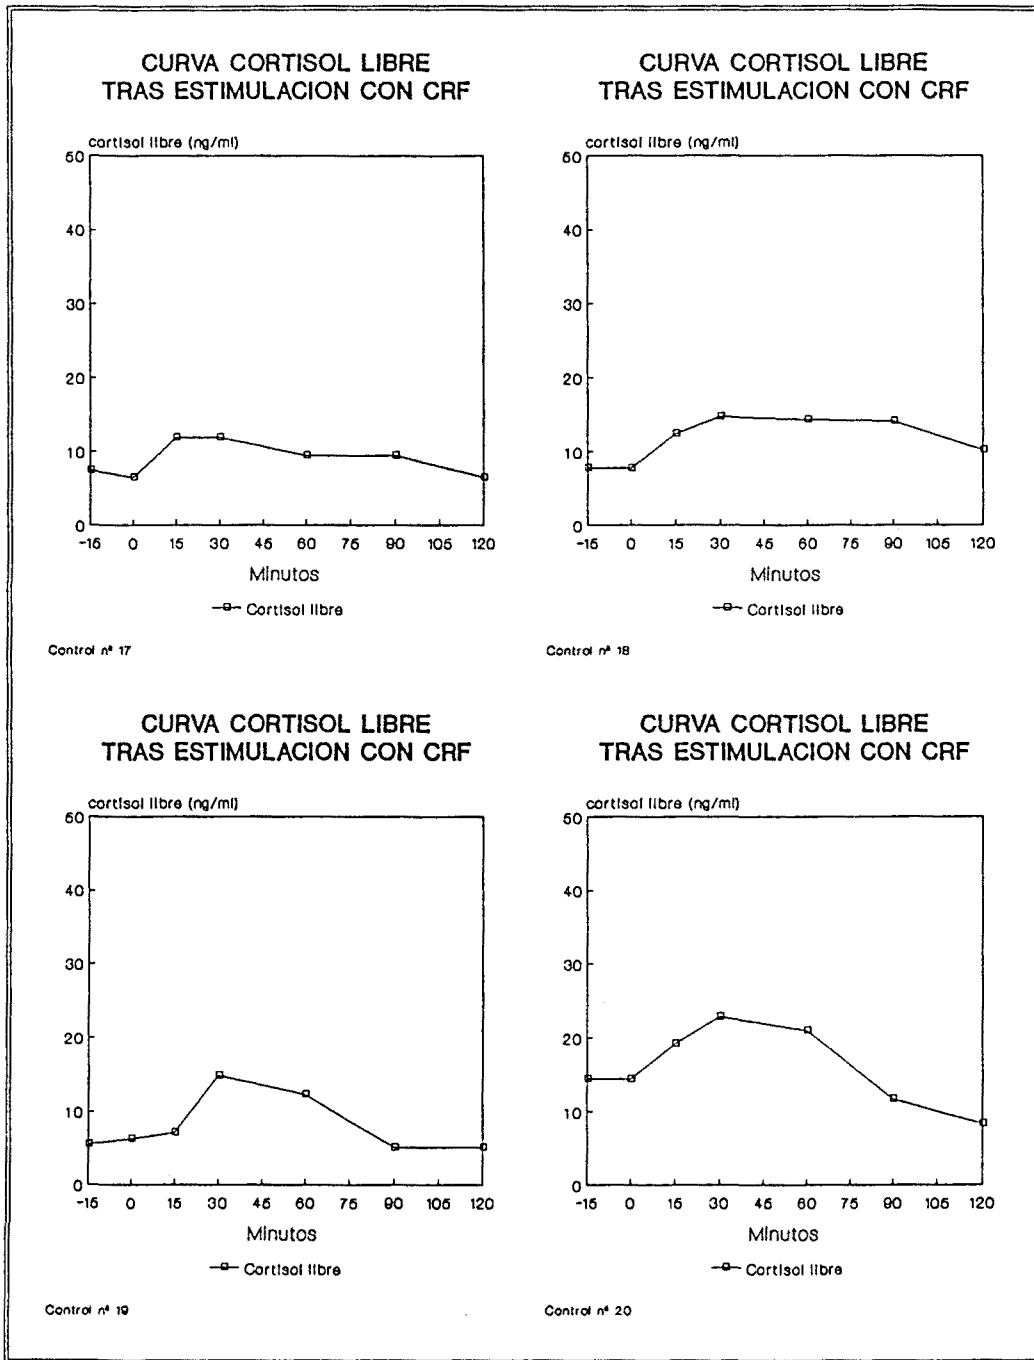 CURVA CORTISOL LIBRE
TRAS ESTIMULACION CON CRF
cortisol libre (ng/ml)
50
40
30
20
10
0
-15 0 15 30 45 60 75 90 105 120
Minutos
Cortisol libre
Control nª 17
CURVA CORTISOL LIBRE
TRAS ESTIMULACION CON CRF
cortisol libre (ng/ml)
50
40
30
20
10
0
-15 0 15 30 45 60 75 90 105 120
Minutos
Cortisol libre
Control nª 18
CURVA CORTISOL LIBRE
TRAS ESTIMULACION CON CRF
cortisol libre (ng/ml)
50
40
30
20
10
0
-15 0 15 30 45 60 75 90 105 120
Minutos
Cortisol libre
Control nª 19
CURVA CORTISOL LIBRE
TRAS ESTIMULACION CON CRF
cortisol libre (ng/ml)
50
40
30
20
10
0
-15 0 15 30 45 60 75 90 105 120
Minutos
Cortisol libre
Control nª 20